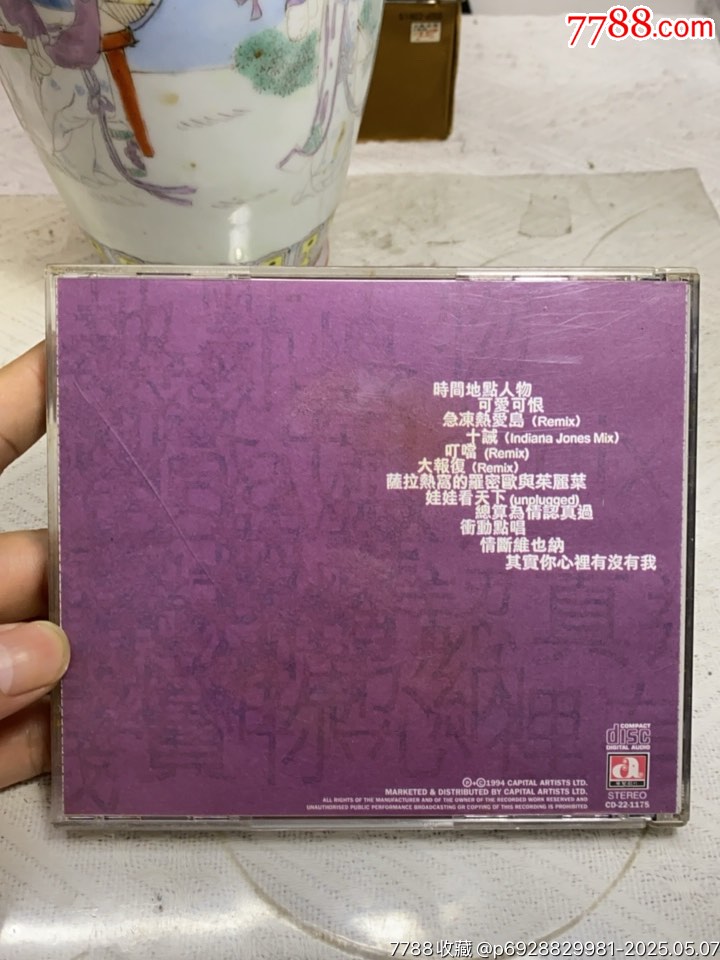 7788.com
時間地點人物
可愛可恨
急凍熱愛島 (Remix)
十誡 (Indiana Jones Mix)
叮噹 (Remix)
大報復 (Remix)
薩拉熱窩的羅密歐與茱麗葉
娃娃看天下 (unplugged)
總算為情認真過
衝動點唱
情斷維也納
其實你心裡有沒有我
COMPACT
disc
DIGITAL AUDIO
Ⓟ+©1994 CAPITAL ARTISTS LTD.
MARKETED & DISTRIBUTED BY CAPITAL ARTISTS LTD.
ALL RIGHTS OF THE MANUFACTURER AND OF THE OWNER OF THE RECORDED WORK RESERVED AND
UNAUTHORISED PUBLIC PERFORMANCE BROADCASTING OR COPYING OF THIS RECORDING IS PROHIBITED
STEREO
CD-22-1175
7788收藏 @p6928829981-2025.05.07